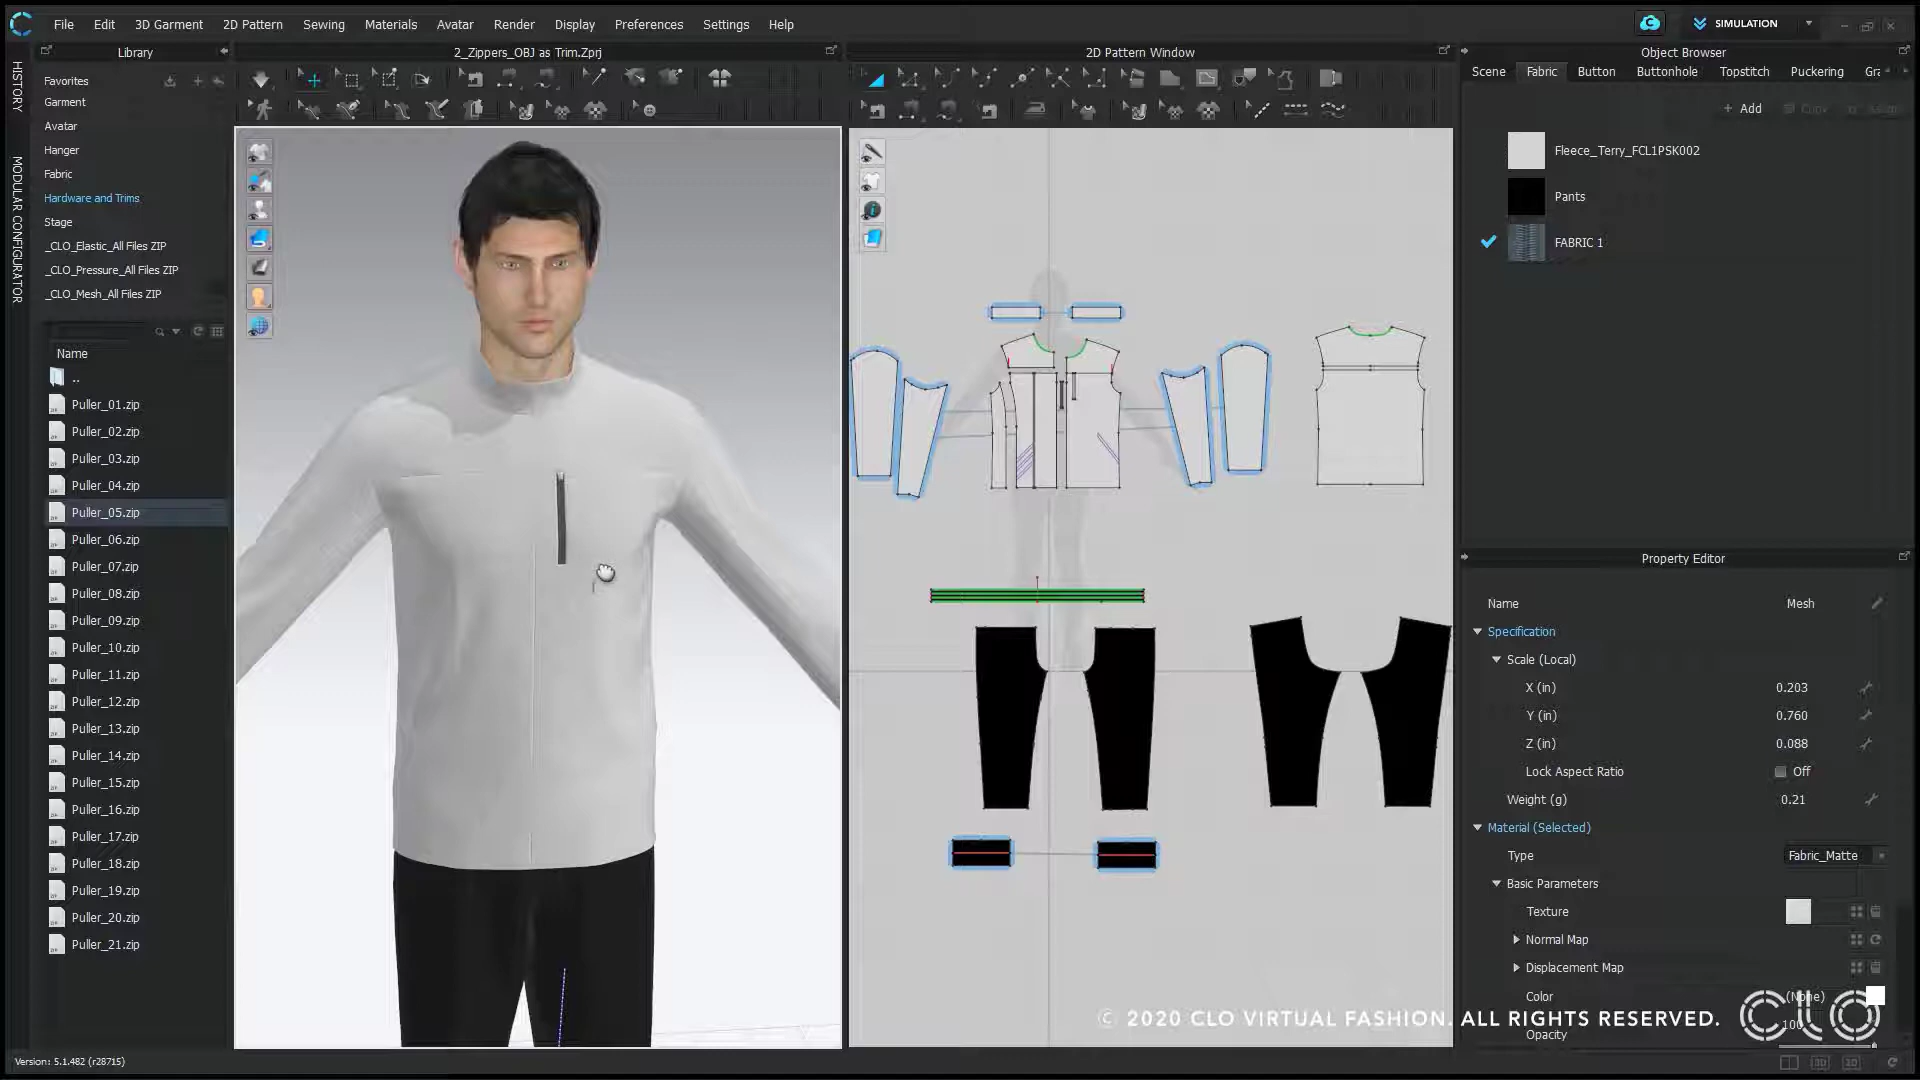 File Edit 3D Garment 2D Pattern Sewing Materials Avatar Render Display Preferences Settings Help
SIMULATION
Library
2_Zippers_OBJ as Trim.Zprj
2D Pattern Window
Object Browser
HISTORY
MODULAR CONFIGURATOR
Favorites
Garment
Avatar
Hanger
Fabric
Hardware and Trims
Stage
_CLO_Elastic_All Files ZIP
_CLO_Pressure_All Files ZIP
_CLO_Mesh_All Files ZIP
Name
..
Puller_01.zip
Puller_02.zip
Puller_03.zip
Puller_04.zip
Puller_05.zip
Puller_06.zip
Puller_07.zip
Puller_08.zip
Puller_09.zip
Puller_10.zip
Puller_11.zip
Puller_12.zip
Puller_13.zip
Puller_14.zip
Puller_15.zip
Puller_16.zip
Puller_17.zip
Puller_18.zip
Puller_19.zip
Puller_20.zip
Puller_21.zip
Scene Fabric Button Buttonhole Topstitch Puckering Gra
+ Add Copy
Fleece_Terry_FCL1PSK002
Pants
FABRIC 1
Property Editor
Name Mesh
Specification
Scale (Local)
X (in) 0.203
Y (in) 0.760
Z (in) 0.088
Lock Aspect Ratio Off
Weight (g) 0.21
Material (Selected)
Type Fabric_Matte
Basic Parameters
Texture
Normal Map
Displacement Map
Color (None)
Opacity 100
© 2020 CLO VIRTUAL FASHION. ALL RIGHTS RESERVED.
CLO
Version: 5.1.482 (r28715)